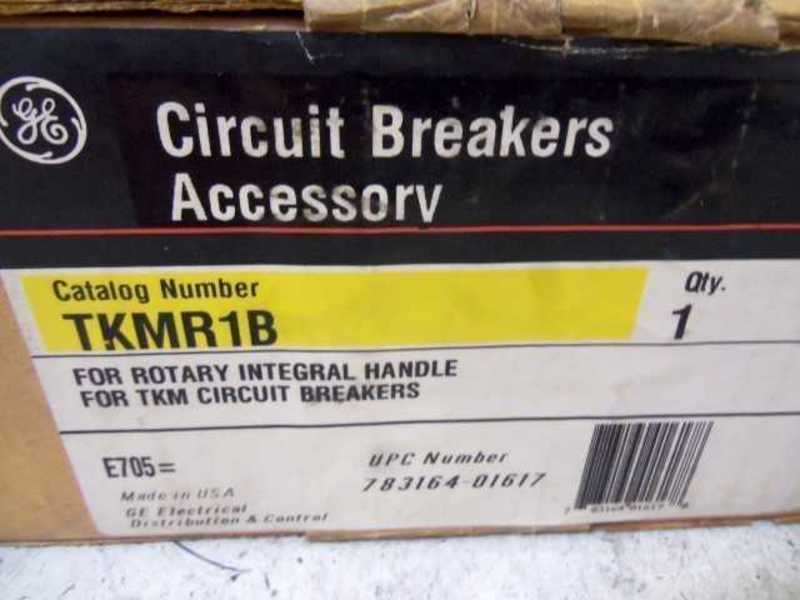 GE
Circuit Breakers
Accessory
Catalog Number
TKMR1B
Qty.
1
FOR ROTARY INTEGRAL HANDLE
FOR TKM CIRCUIT BREAKERS
E705=
Made in USA
GE Electrical
Distribution & Control
UPC Number
783164-01617